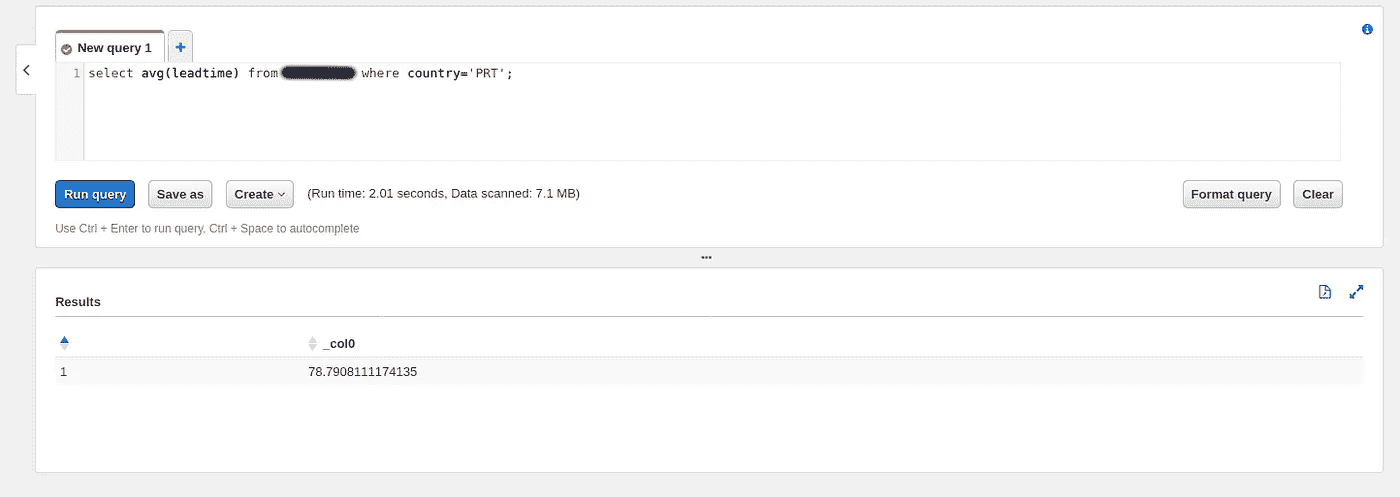 New query 1 +
1 select avg(leadtime) from where country='PRT';
Run query Save as Create (Run time: 2.01 seconds, Data scanned: 7.1 MB) Format query Clear
Use Ctrl + Enter to run query, Ctrl + Space to autocomplete
Results
_col0
1 78.7908111174135